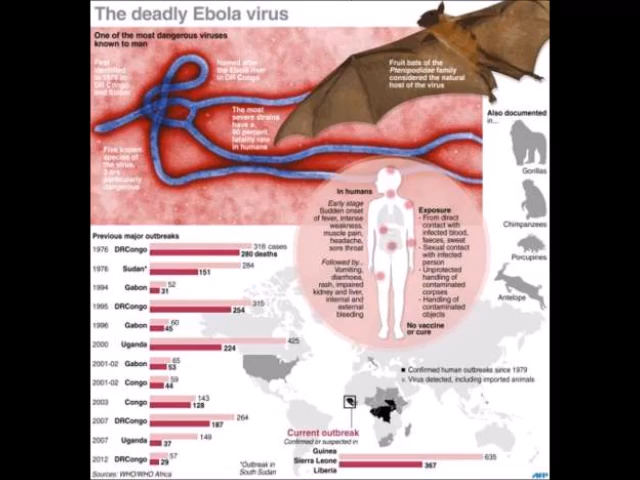 The deadly Ebola virus
One of the most dangerous viruses
known to man
First
identified
in 1976 in
DR Congo
and Sudan
Named after
the Ebola river
in DR Congo
Fruit bats of the
Pteropodidae family
considered the natural
host of the virus
The most
severe strains
have a
90 percent
fatality rate
in humans
Five known
species of
the virus,
3 are
particularly
dangerous
Also documented
in...
Gorillas
Chimpanzees
Porcupines
Antelope
In humans
Early stage
Sudden onset
of fever, intense
weakness,
muscle pain,
headache,
sore throat
Followed by...
Vomiting,
diarrhoea,
rash, impaired
kidney and liver,
internal and
external
bleeding
Exposure
- From direct
contact with
infected blood,
faeces, sweat
- Sexual contact
with infected
person
- Unprotected
handling of
contaminated
corpses
- Handling of
contaminated
objects
No vaccine
or cure
Previous major outbreaks
1976 DRCongo 318 cases
280 deaths
1976 Sudan* 284
151
1994 Gabon 52
31
1995 DRCongo 315
254
1996 Gabon 60
45
2000 Uganda 425
224
2001-02 Gabon 65
53
2001-02 Congo 59
44
2003 Congo 143
128
2007 DRCongo 264
187
2007 Uganda 149
37
2012 DRCongo 57
29
Confirmed human outbreaks since 1979
Virus detected, including imported animals
Current outbreak
Confirmed or suspected in
Guinea
Sierra Leone
Liberia
635
367
*Outbreak in
South Sudan
Sources: WHO/WHO Africa
AFP